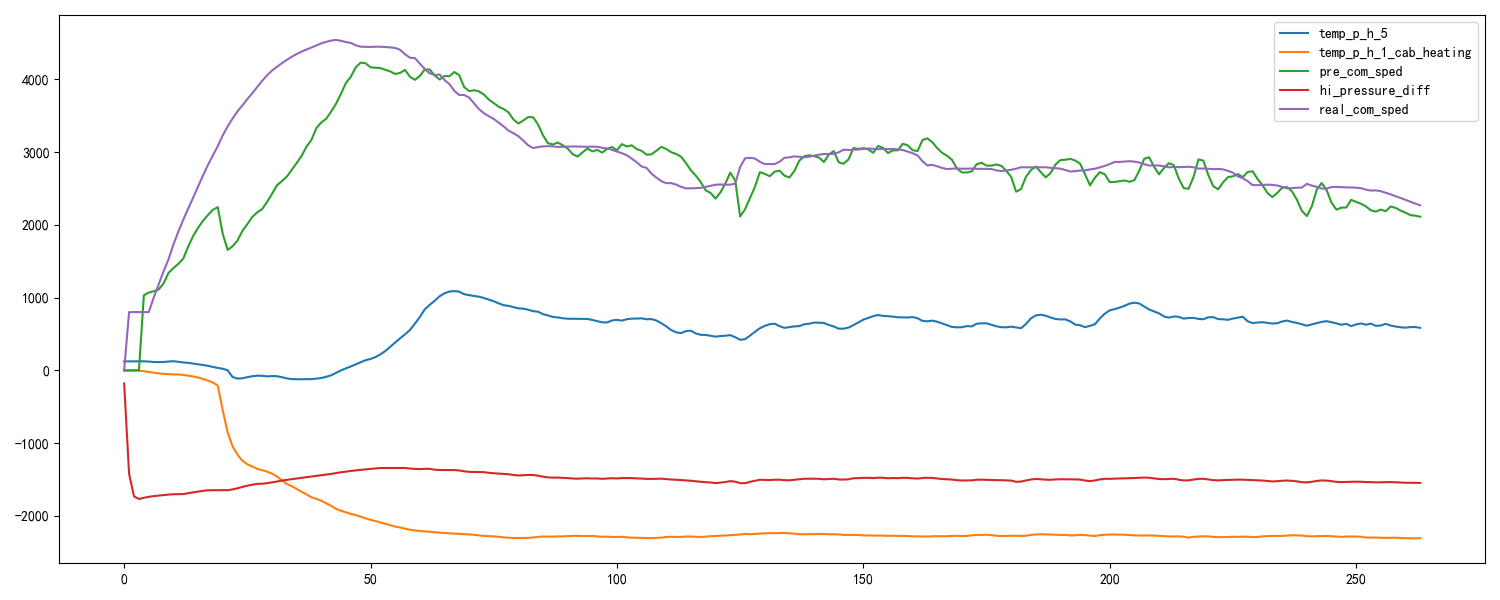 temp_p_h_5
temp_p_h_1_cab_heating
pre_com_sped
hi_pressure_diff
real_com_sped
4000
3000
2000
1000
0
−1000
−2000
0 50 100 150 200 250